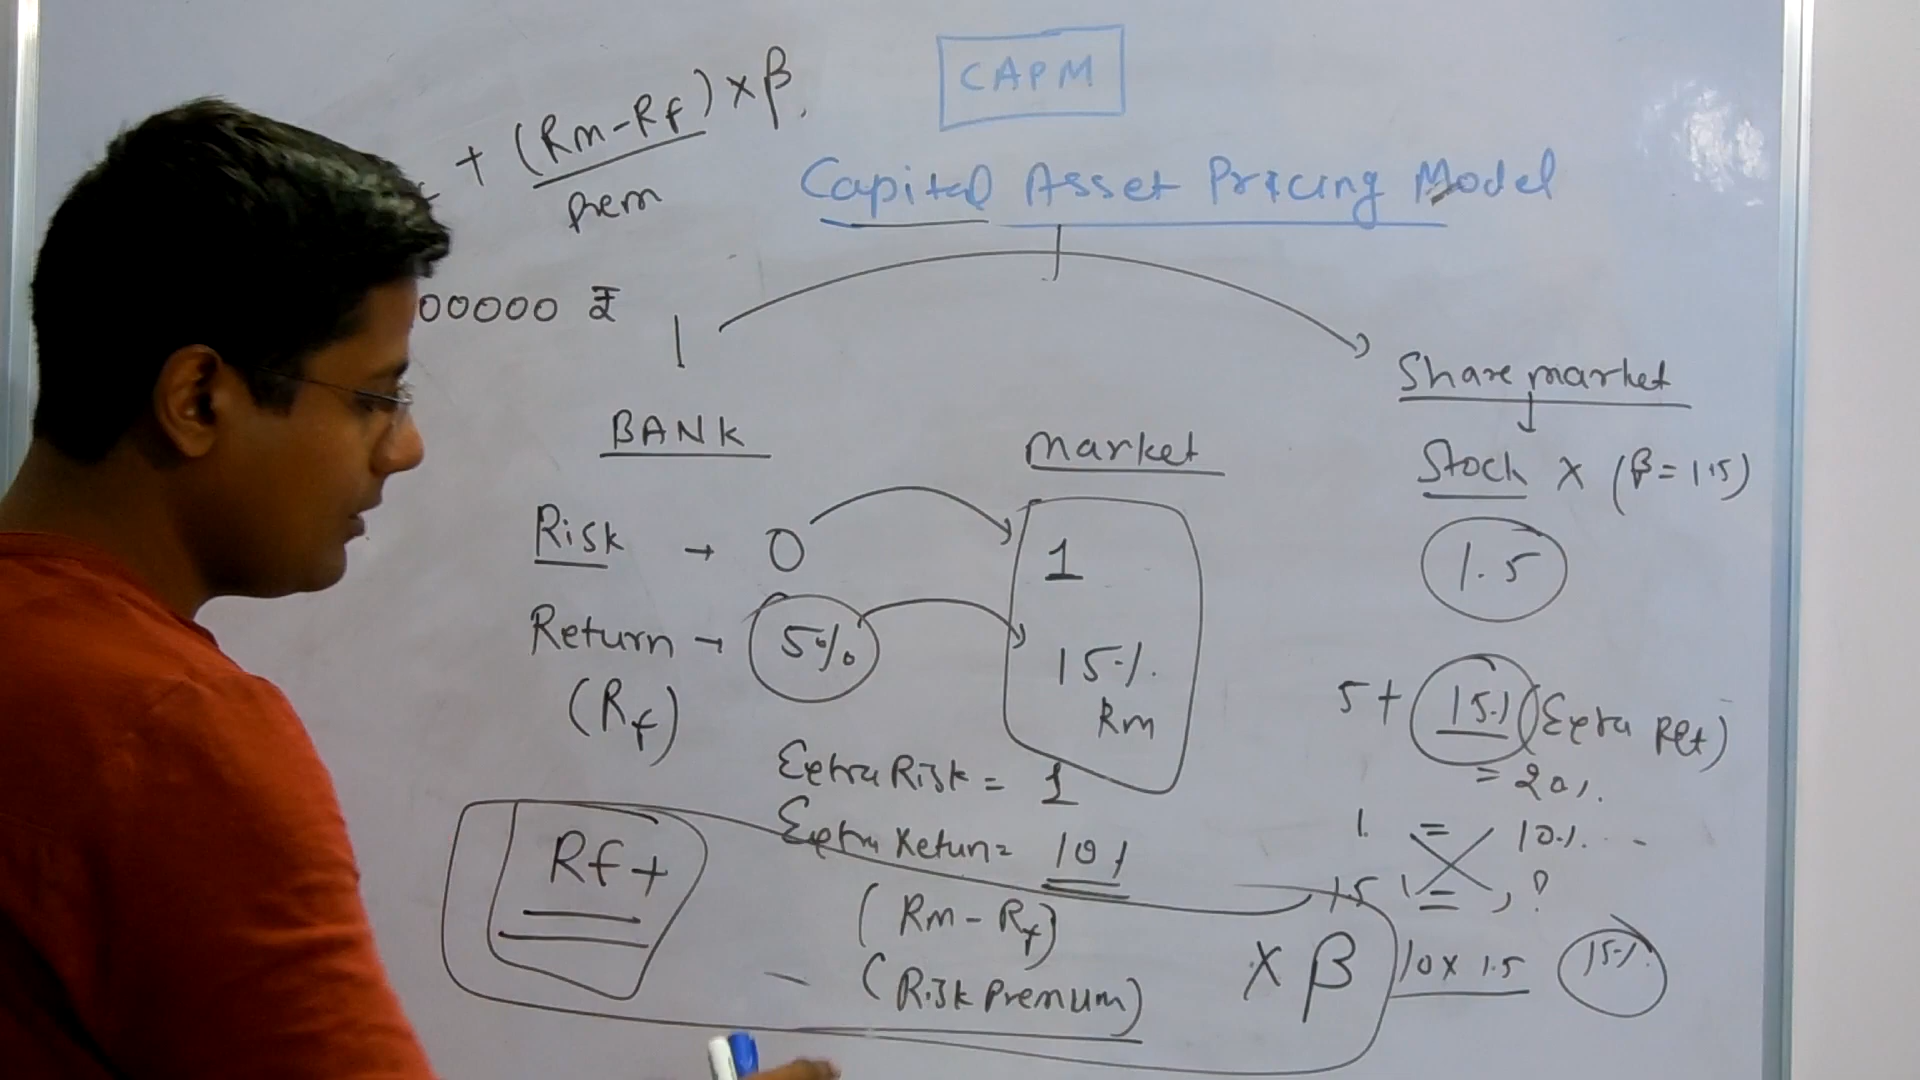 CAPM
+ (Rm-Rf) x β
Prem
Capital Asset Pricing Model
00000 ₹
Share market
BANK
market
Stock X (β = 1.5)
Risk → 0
1
1.5
Return → 5%
15%
(Rf)
Rm
5 + 15% (Extra Ret)
= 20%
Extra Risk = 1
Extra Return = 10%
1 = 10%
1.5 = ?
Rf +
(Rm - Rf)
(Risk Premum)
X β
10 x 1.5 15%